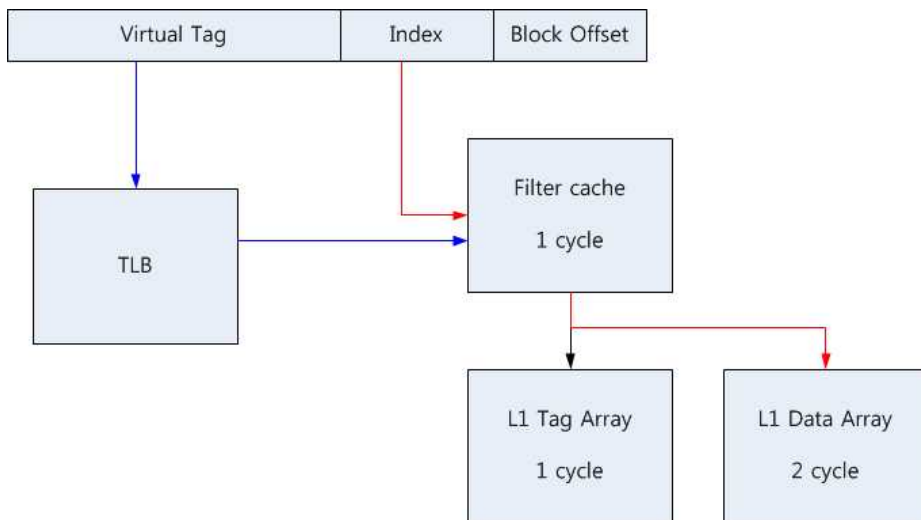 Virtual Tag
Index
Block Offset
Filter cache
1 cycle
TLB
L1 Tag Array
1 cycle
L1 Data Array
2 cycle